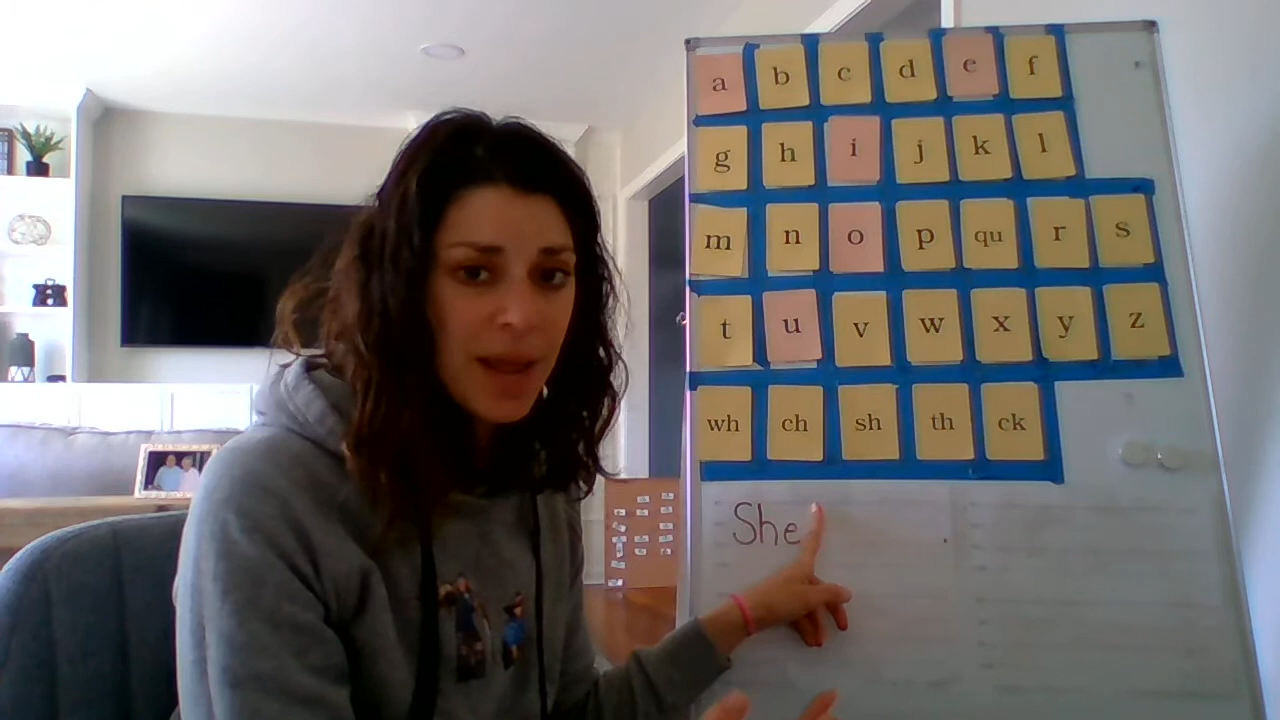 a b c d e f
g h i j k l
m n o p qu r s
t u v w x y z
wh ch sh th ck
She